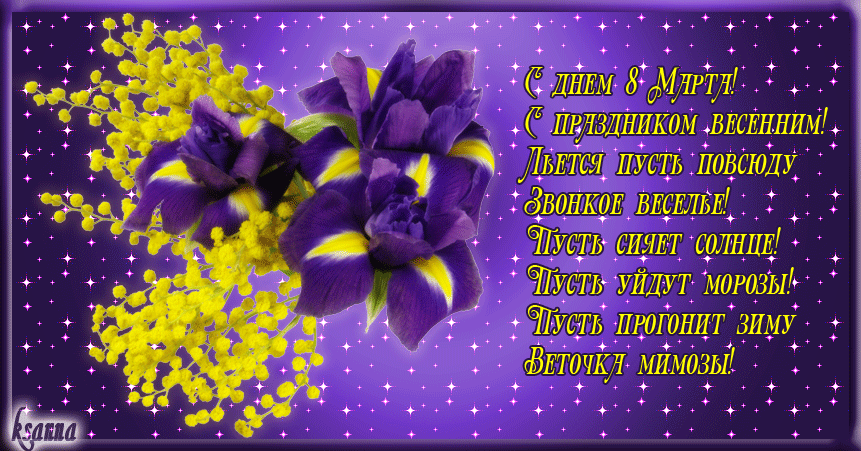 С днем 8 Марта!
С праздником весенним!
Льется пусть повсюду
Звонкое веселье!
Пусть сияет солнце!
Пусть уйдут морозы!
Пусть прогонит зиму
Веточка мимозы!
ksanna